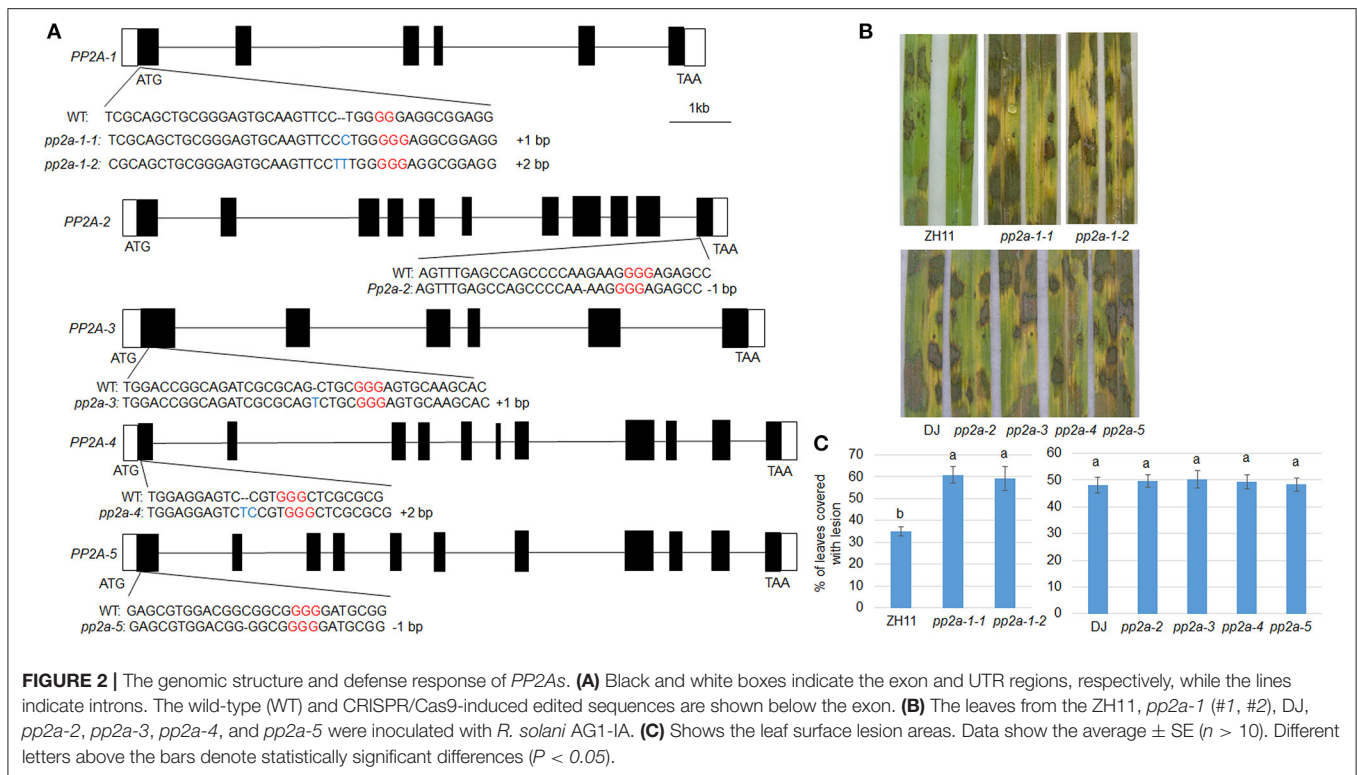 A
PP2A-1
ATG
TAA
1kb
WT: TCGCAGCTGCGGGAGTGCAAGTTCC--TGGGGGAGGCGGAGG
pp2a-1-1: TCGCAGCTGCGGGAGTGCAAGTTCCCTGGGGGGAGGCGGAGG +1 bp
pp2a-1-2: CGCAGCTGCGGGAGTGCAAGTTCCTTTGGGGGGAGGCGGAGG +2 bp
PP2A-2
ATG
TAA
WT: AGTTTGAGCCAGCCCCAAGAAGGGGAGAGCC
Pp2a-2: AGTTTGAGCCAGCCCCAA-AAGGGGAGAGCC -1 bp
PP2A-3
ATG
TAA
WT: TGGACCGGCAGATCGCGCAG-CTGCGGGAGTGCAAGCAC
pp2a-3: TGGACCGGCAGATCGCGCAGTCTGCGGGAGTGCAAGCAC +1 bp
PP2A-4
ATG
TAA
WT: TGGAGGAGTC--CGTGGGCTCGCGCG
pp2a-4: TGGAGGAGTCTCCGTGGGCTCGCGCG +2 bp
PP2A-5
ATG
TAA
WT: GAGCGTGGACGGCGGCGGGGGATGCGG
pp2a-5: GAGCGTGGACGG-GGCGGGGGATGCGG -1 bp
B
ZH11 pp2a-1-1 pp2a-1-2
DJ pp2a-2 pp2a-3 pp2a-4 pp2a-5
C
% of leaves covered
with lesion
70
60
50
40
30
20
10
0
b
a
a
ZH11 pp2a-1-1 pp2a-1-2
60
50
40
30
20
10
0
a
a
a
a
a
DJ pp2a-2 pp2a-3 pp2a-4 pp2a-5
FIGURE 2 | The genomic structure and defense response of PP2As. (A) Black and white boxes indicate the exon and UTR regions, respectively, while the lines
indicate introns. The wild-type (WT) and CRISPR/Cas9-induced edited sequences are shown below the exon. (B) The leaves from the ZH11, pp2a-1 (#1, #2), DJ,
pp2a-2, pp2a-3, pp2a-4, and pp2a-5 were inoculated with R. solani AG1-IA. (C) Shows the leaf surface lesion areas. Data show the average ± SE (n > 10). Different
letters above the bars denote statistically significant differences (P < 0.05).